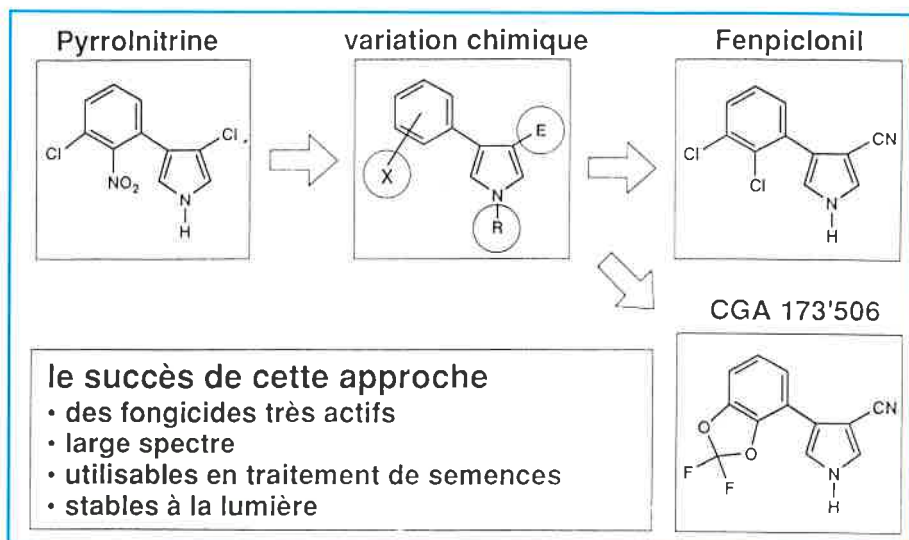 Pyrrolnitrine
variation chimique
Fenpiclonil
Cl
NO₂
Cl
N
H
X
E
N
R
Cl
Cl
CN
N
H
CGA 173'506
le succès de cette approche
• des fongicides très actifs
• large spectre
• utilisables en traitement de semences
• stables à la lumière
O
O
F
F
CN
N
H